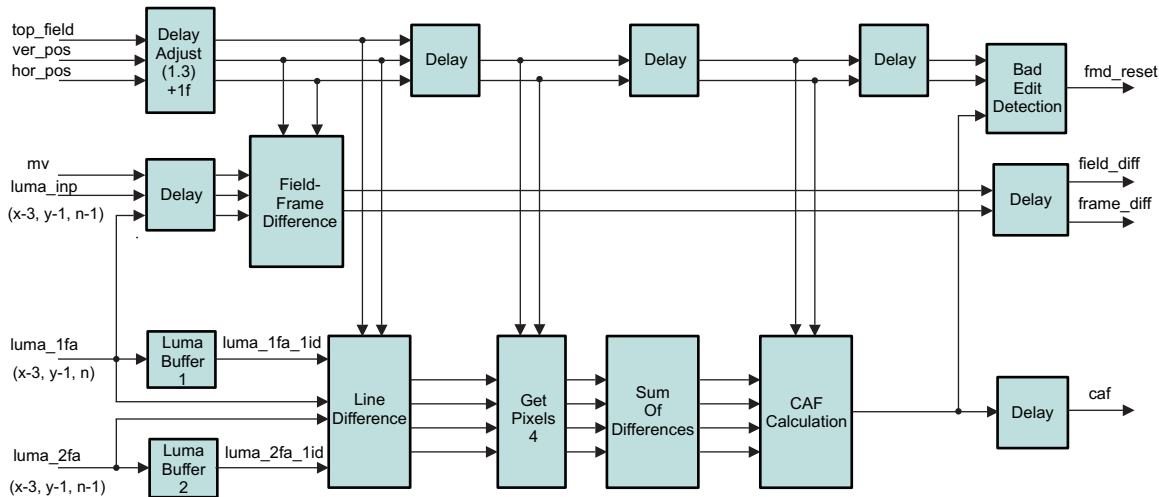 top_field
ver_pos
hor_pos
Delay
Adjust
(1.3)
+1f
Delay
Delay
Delay
Bad
Edit
Detection
fmd_reset
mv
luma_inp
(x-3, y-1, n-1)
Delay
Field-
Frame
Difference
Delay
field_diff
frame_diff
luma_1fa
(x-3, y-1, n)
Luma
Buffer
1
luma_1fa_1id
Line
Difference
Get
Pixels
4
Sum
Of
Differences
CAF
Calculation
Delay
caf
luma_2fa
(x-3, y-1, n-1)
Luma
Buffer
2
luma_2fa_1id